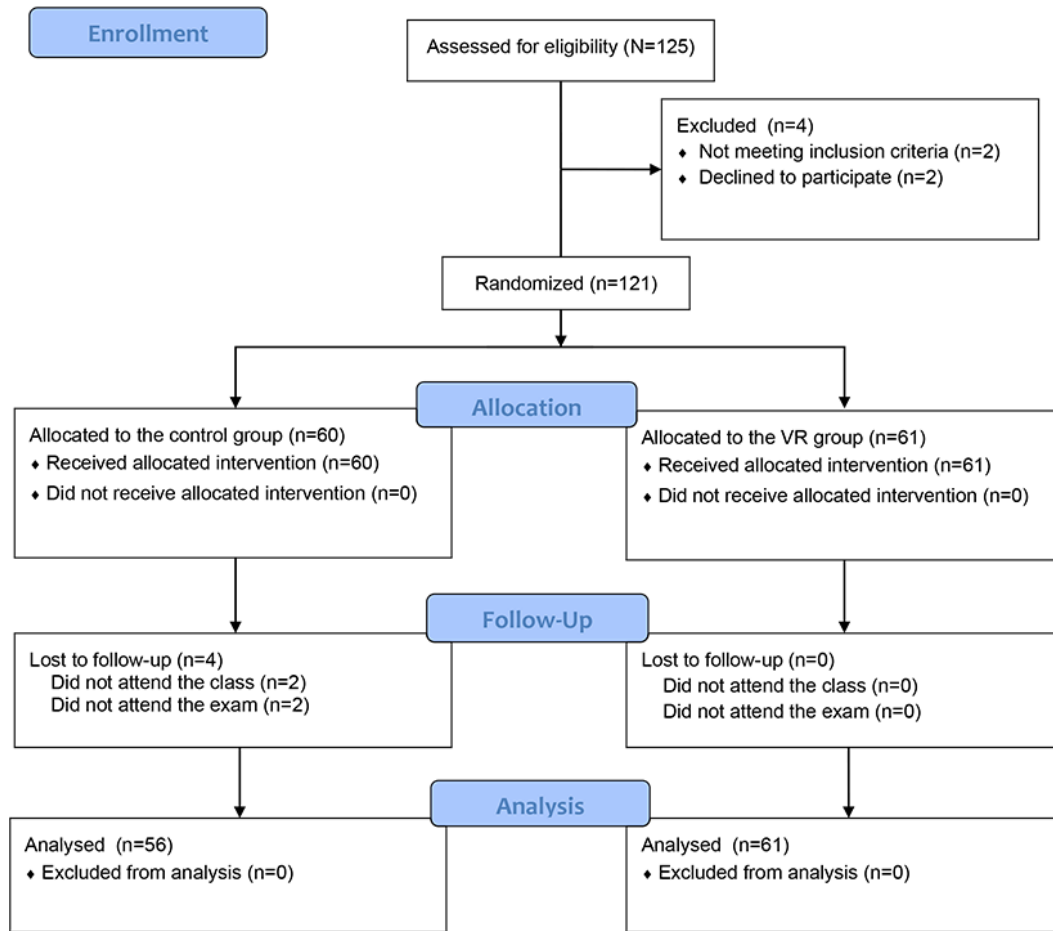 Enrollment
Assessed for eligibility (N=125)
Excluded (n=4)
♦ Not meeting inclusion criteria (n=2)
♦ Declined to participate (n=2)
Randomized (n=121)
Allocation
Allocated to the control group (n=60)
♦ Received allocated intervention (n=60)
♦ Did not receive allocated intervention (n=0)
Allocated to the VR group (n=61)
♦ Received allocated intervention (n=61)
♦ Did not receive allocated intervention (n=0)
Follow-Up
Lost to follow-up (n=4)
Did not attend the class (n=2)
Did not attend the exam (n=2)
Lost to follow-up (n=0)
Did not attend the class (n=0)
Did not attend the exam (n=0)
Analysis
Analysed (n=56)
♦ Excluded from analysis (n=0)
Analysed (n=61)
♦ Excluded from analysis (n=0)